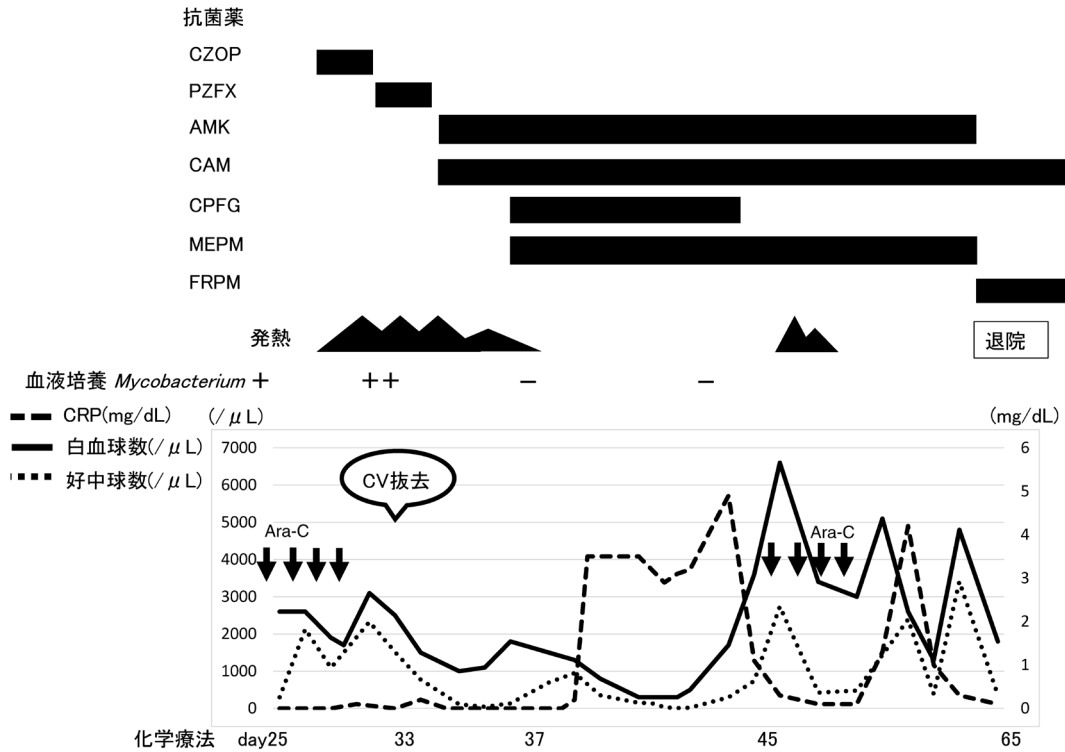 抗菌薬
CZOP
PZFX
AMK
CAM
CPFG
MEPM
FRPM
発熱
退院
血液培養 Mycobacterium + ++ − −
CRP(mg/dL)
白血球数(/μL)
好中球数(/μL)
(/μL)
(mg/dL)
7000
6000
5000
4000
3000
2000
1000
0
6
5
4
3
2
1
0
CV抜去
Ara-C
Ara-C
化学療法 day25 33 37 45 65